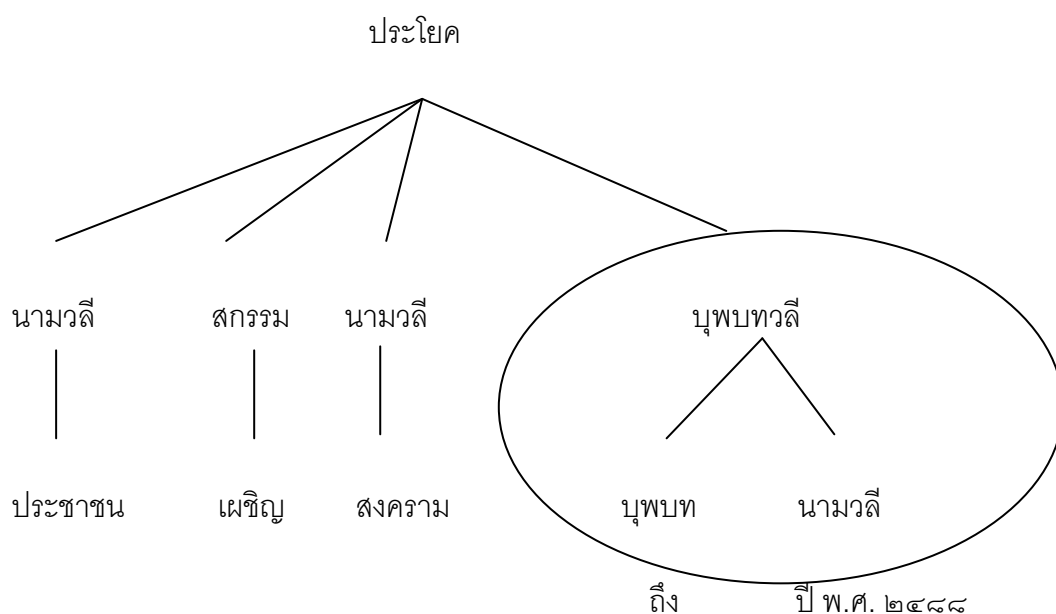 ประโยค
นามวลี สกรรม นามวลี บุพบทวลี
ประชาชน เผชิญ สงคราม บุพบท นามวลี
ถึง ปี พ.ศ. ๒๔๘๘